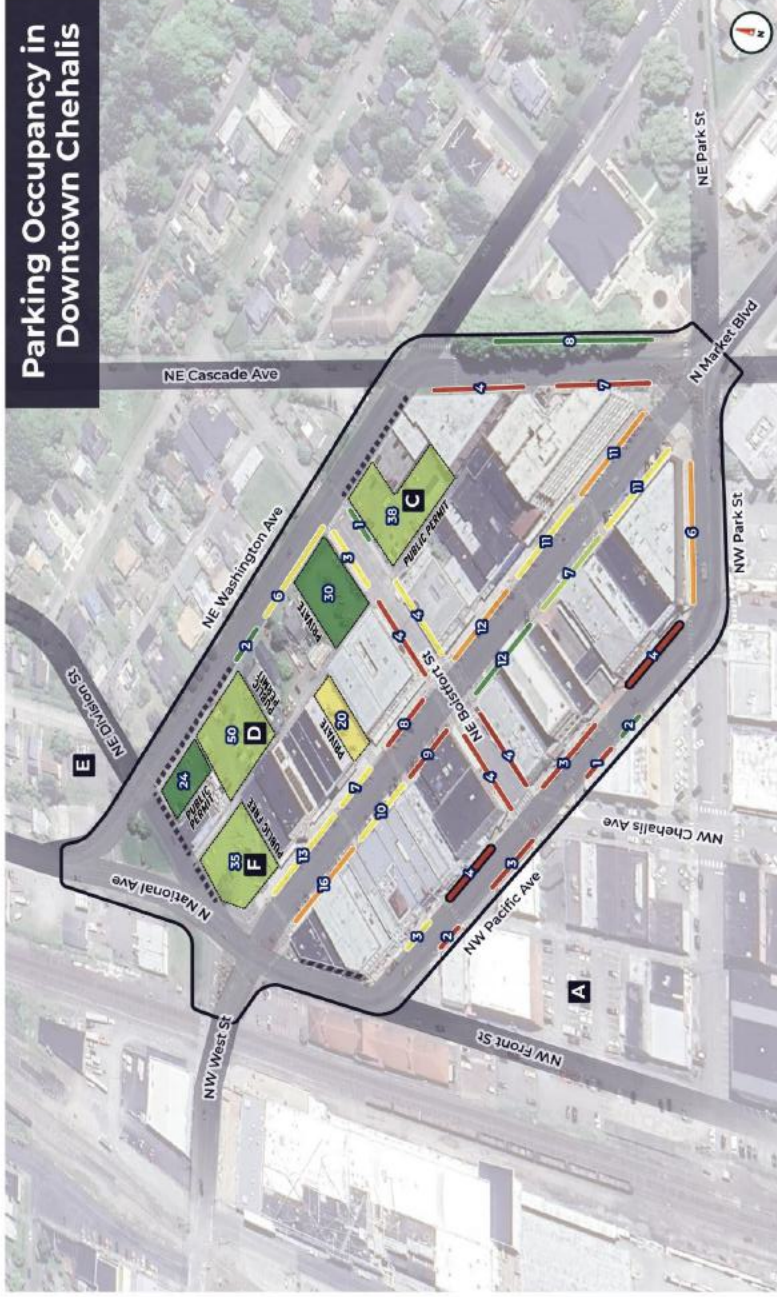 Parking Occupancy in
Downtown Chehalis
N
NE Cascade Ave
NE Park St
N Market Blvd
NW Park St
NE Washington Ave
NE Division St
N National Ave
NW West St
NW Front St
NW Pacific Ave
NW Chehalis Ave
NE Boistfort St
E
24
PUBLIC
PERMIT
50
D
PUBLIC
PERMIT
35
F
PUBLIC FREE
20
PRIVATE
30
PRIVATE
38
C
PUBLIC PERMIT
A
2
6
1
3
4
4
8
4
7
11
11
12
8
7
13
16
10
9
12
7
11
6
4
4
4
3
1
2
4
3
3
2